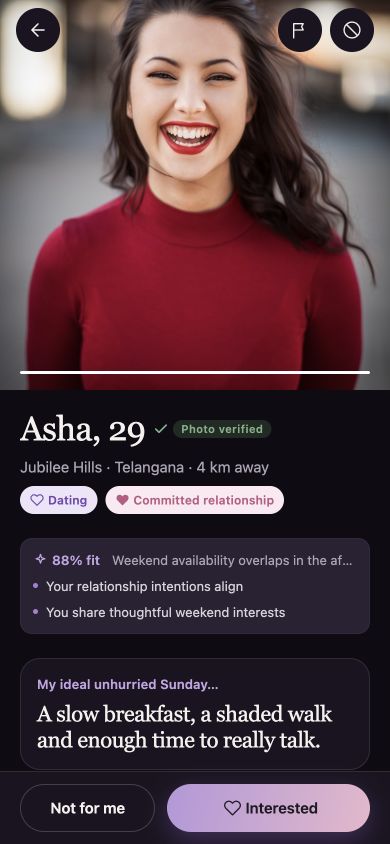 Asha, 29
Photo verified
Jubilee Hills · Telangana · 4 km away
Dating
Committed relationship
88% fit Weekend availability overlaps in the af...
Your relationship intentions align
You share thoughtful weekend interests
My ideal unhurried Sunday...
A slow breakfast, a shaded walk
and enough time to really talk.
Not for me
Interested